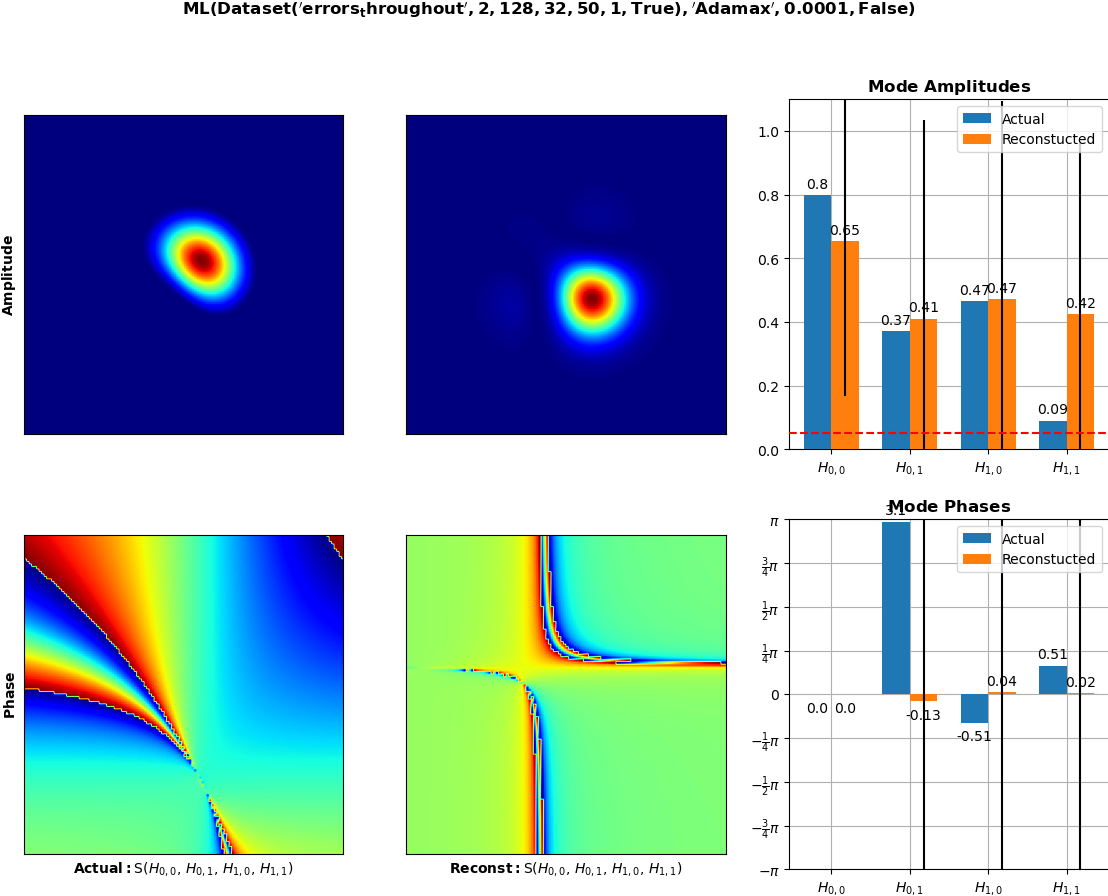 ML(Dataset('errors_throughout', 2, 128, 32, 50, 1, True), 'Adamax', 0.0001, False)
Amplitude
Mode Amplitudes
Actual
Reconstucted
1.0
0.8
0.6
0.4
0.2
0.0
0.8
0.65
0.37
0.41
0.47
0.47
0.09
0.42
H0,0
H0,1
H1,0
H1,1
Phase
Actual: S(H0,0, H0,1, H1,0, H1,1)
Reconst: S(H0,0, H0,1, H1,0, H1,1)
Mode Phases
Actual
Reconstucted
π
3/4π
1/2π
1/4π
0
−1/4π
−1/2π
−3/4π
−π
0.0
0.0
3.1
-0.13
-0.51
0.04
0.51
0.02
H0,0
H0,1
H1,0
H1,1